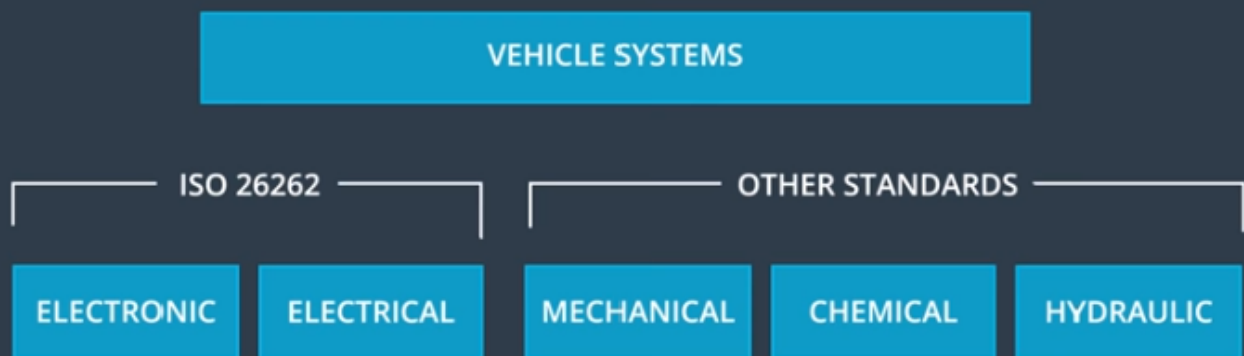 VEHICLE SYSTEMS
ISO 26262
OTHER STANDARDS
ELECTRONIC
ELECTRICAL
MECHANICAL
CHEMICAL
HYDRAULIC